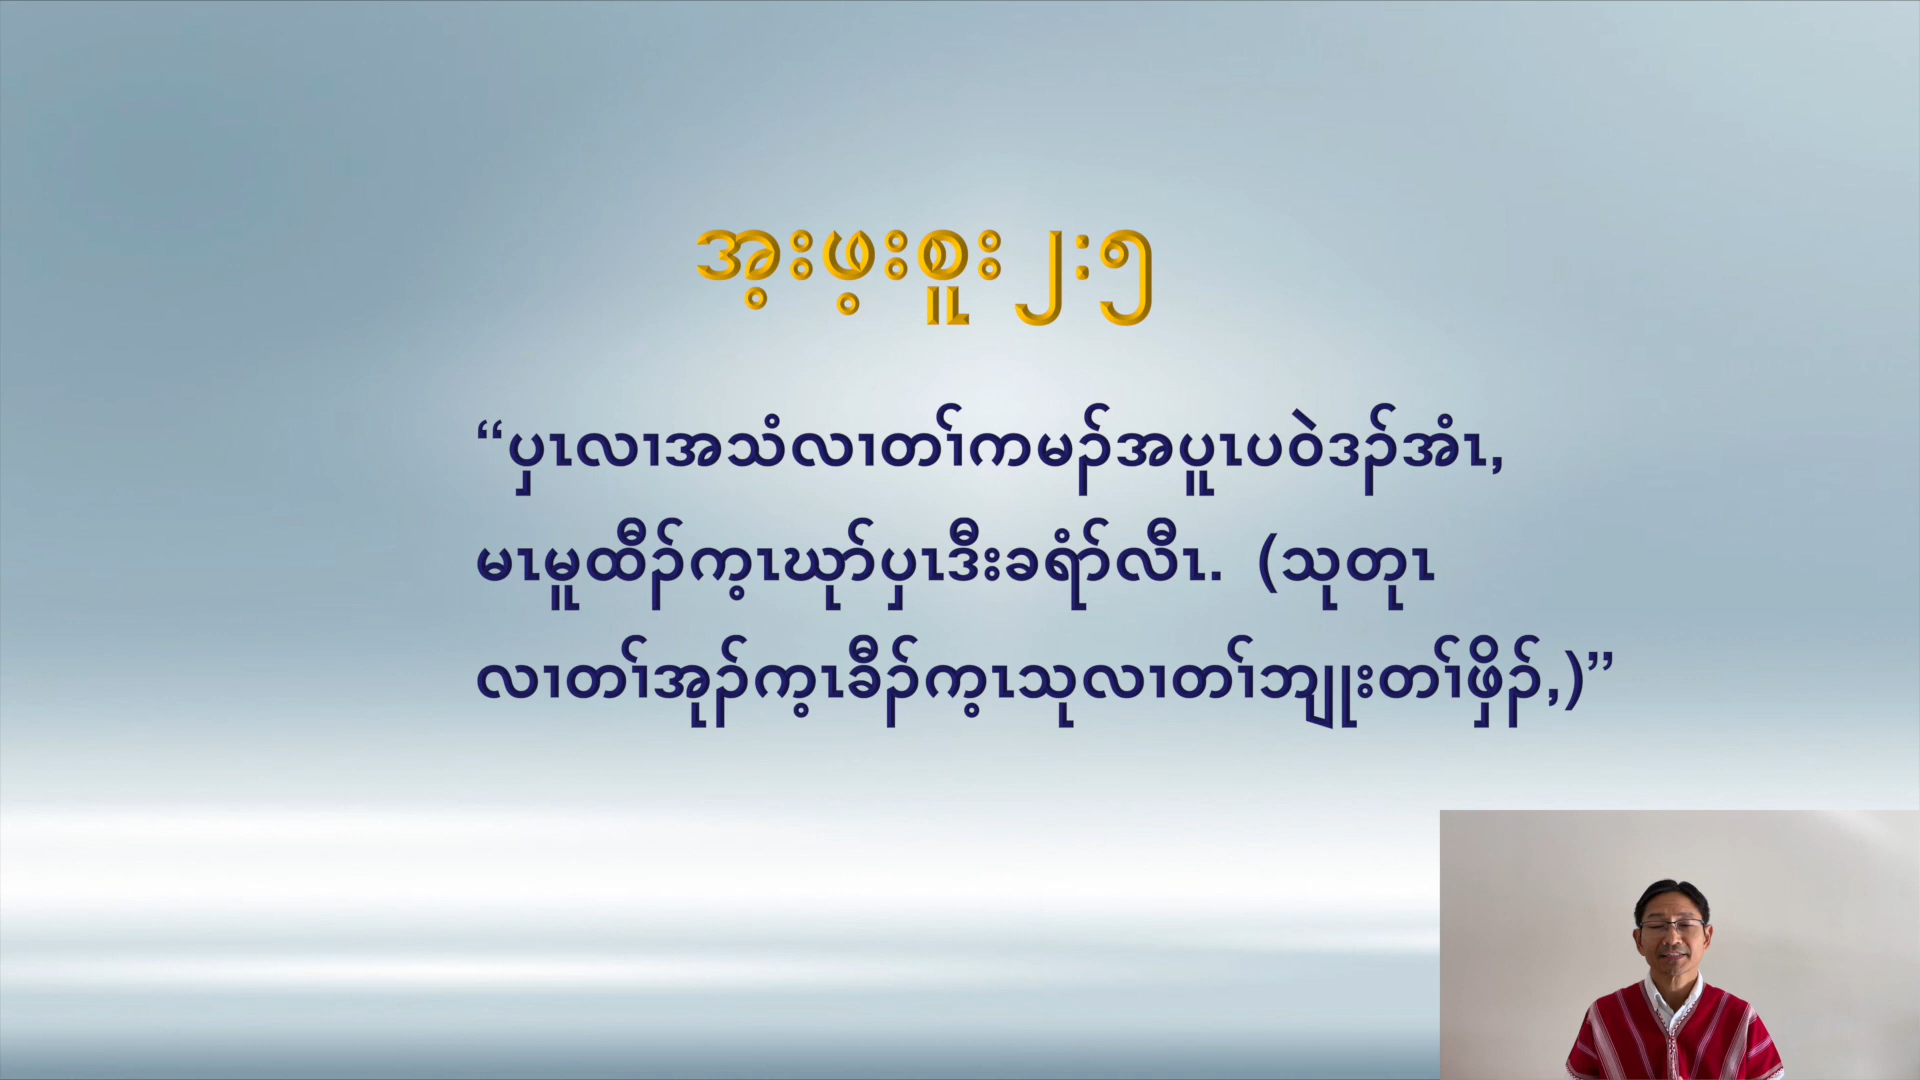 အ့းဖ့းစူး ၂:၅
“ပှၤလၢအသံလၢတၢ်ကမၣ်အပူၤပဝဲဒၣ်အံၤ,
မၤမူထီၣ်က့ၤဃုာ်ပှၤဒီးခရံာ်လီၤ. (သုတုၤ
လၢတၢ်အုၣ်က့ၤခီၣ်က့ၤသုလၢတၢ်ဘျုးတၢ်ဖှိၣ်,)”